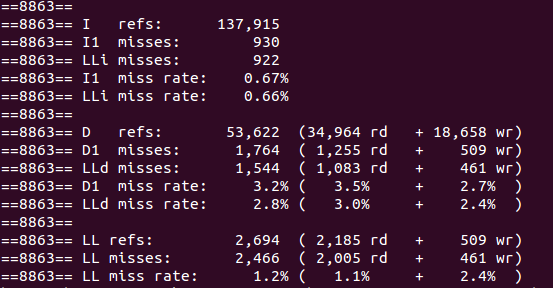 ==8863==
==8863== I   refs:      137,915
==8863== I1  misses:        930
==8863== LLi misses:        922
==8863== I1  miss rate:    0.67%
==8863== LLi miss rate:    0.66%
==8863==
==8863== D   refs:       53,622  (34,964 rd   + 18,658 wr)
==8863== D1  misses:      1,764  ( 1,255 rd   +    509 wr)
==8863== LLd misses:      1,544  ( 1,083 rd   +    461 wr)
==8863== D1  miss rate:     3.2% (   3.5%     +    2.7%  )
==8863== LLd miss rate:     2.8% (   3.0%     +    2.4%  )
==8863==
==8863== LL refs:         2,694  ( 2,185 rd   +    509 wr)
==8863== LL misses:       2,466  ( 2,005 rd   +    461 wr)
==8863== LL miss rate:      1.2% (   1.1%     +    2.4%  )